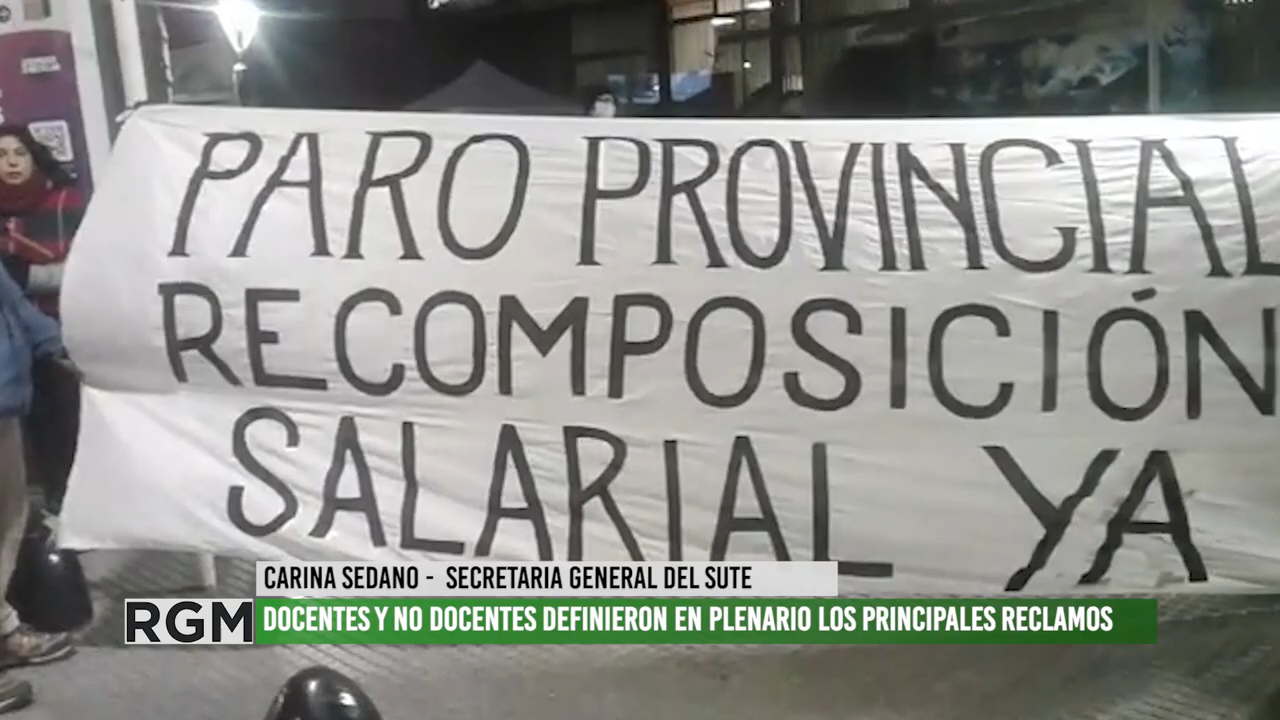 PARO PROVINCIAL
RECOMPOSICIÓN
SALARIAL YA
CARINA SEDANO - SECRETARIA GENERAL DEL SUTE
RGM
DOCENTES Y NO DOCENTES DEFINIERON EN PLENARIO LOS PRINCIPALES RECLAMOS